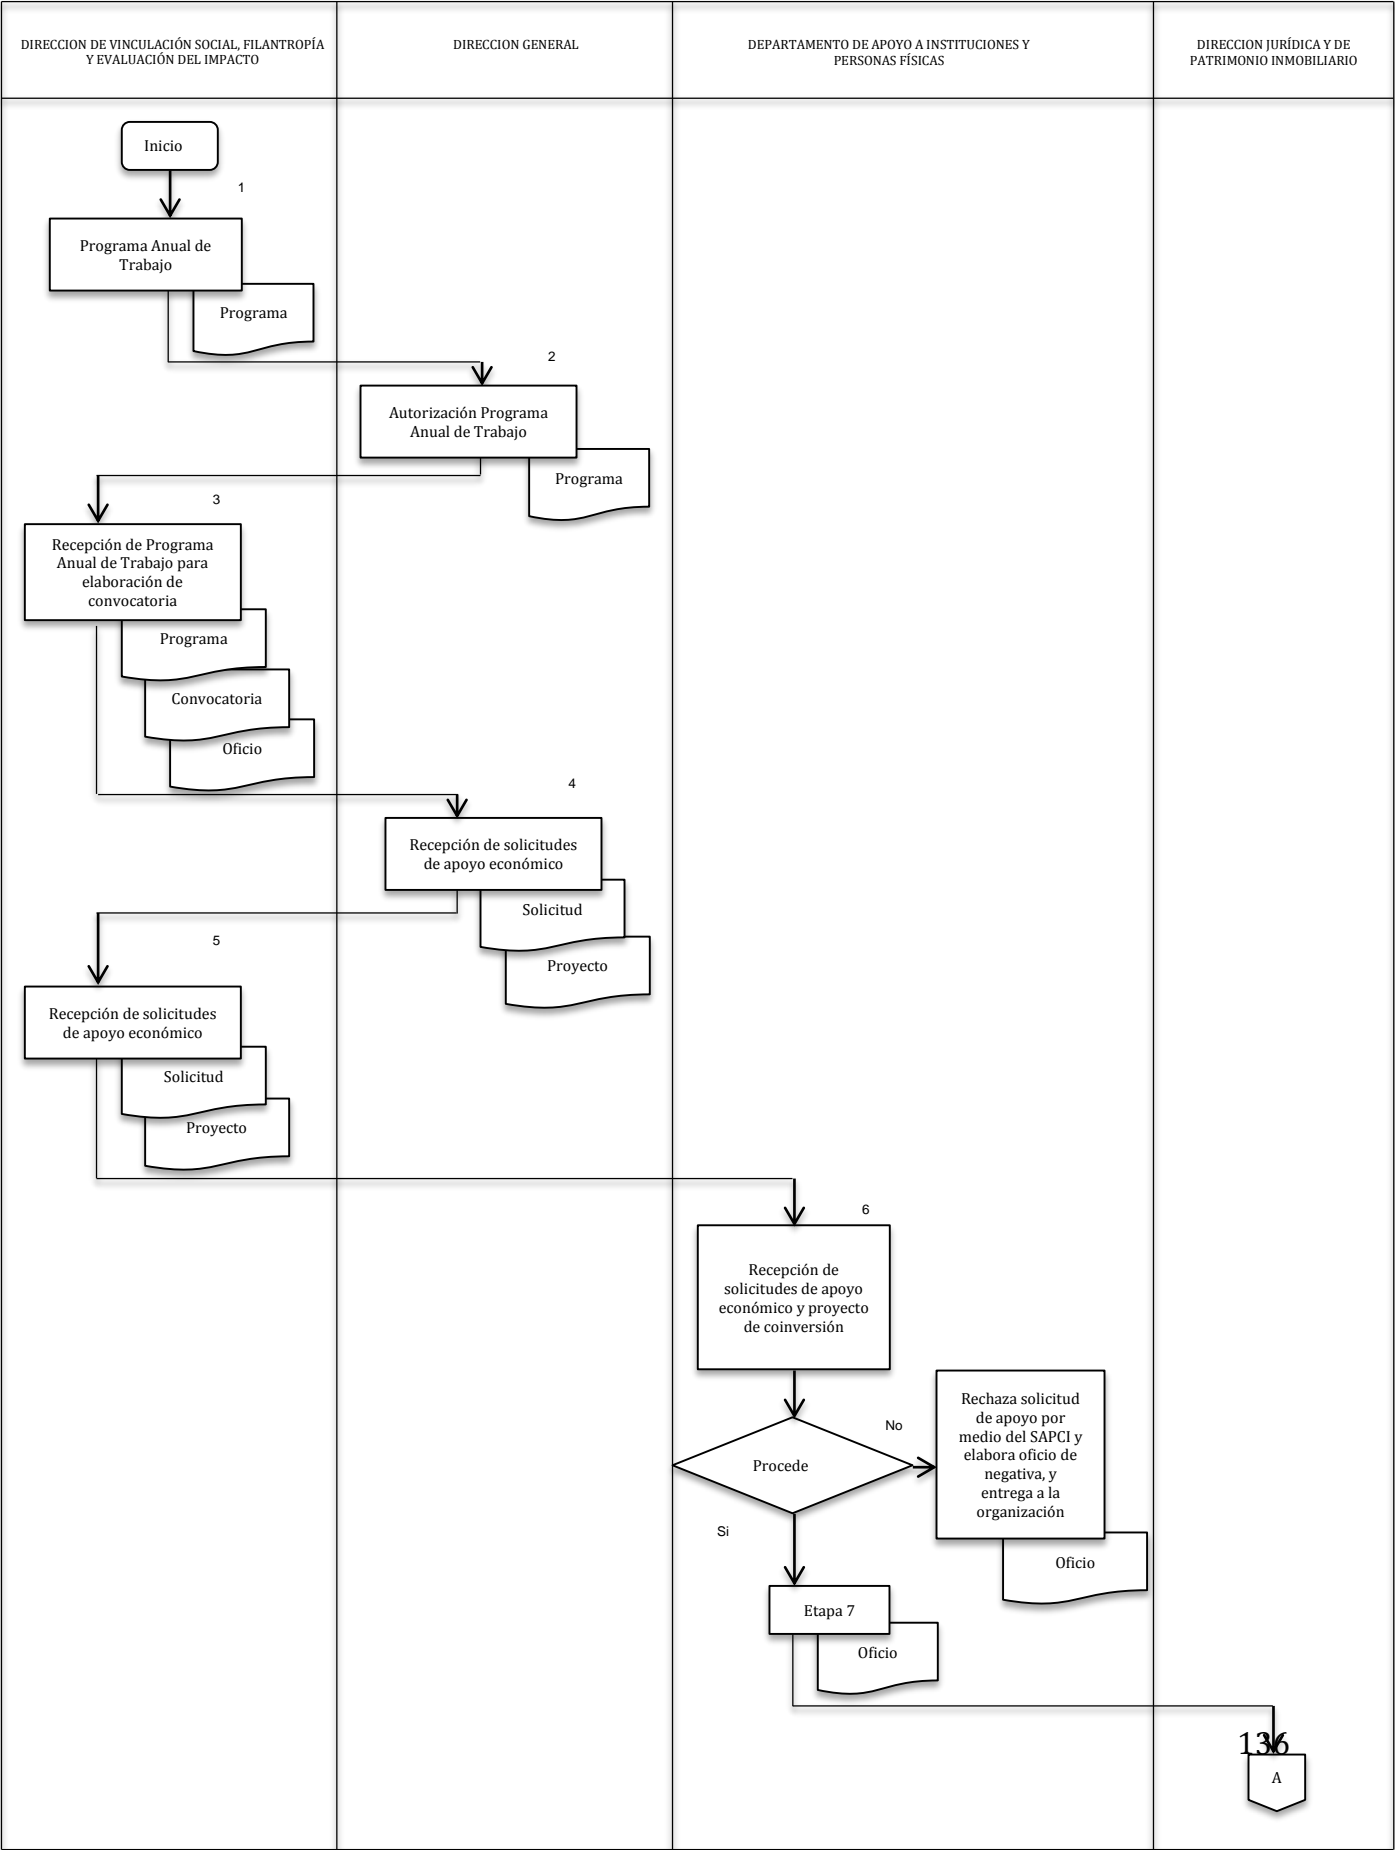 DIRECCION DE VINCULACIÓN SOCIAL, FILANTROPÍA
Y EVALUACIÓN DEL IMPACTO
DIRECCION GENERAL
DEPARTAMENTO DE APOYO A INSTITUCIONES Y
PERSONAS FÍSICAS
DIRECCION JURÍDICA Y DE
PATRIMONIO INMOBILIARIO
Inicio
1
Programa Anual de
Trabajo
Programa
2
Autorización Programa
Anual de Trabajo
Programa
3
Recepción de Programa
Anual de Trabajo para
elaboración de
convocatoria
Programa
Convocatoria
Oficio
4
Recepción de solicitudes
de apoyo económico
Solicitud
Proyecto
5
Recepción de solicitudes
de apoyo económico
Solicitud
Proyecto
6
Recepción de
solicitudes de apoyo
económico y proyecto
de coinversión
Procede
No
Rechaza solicitud
de apoyo por
medio del SAPCI y
elabora oficio de
negativa, y
entrega a la
organización
Oficio
Si
Etapa 7
Oficio
136
A